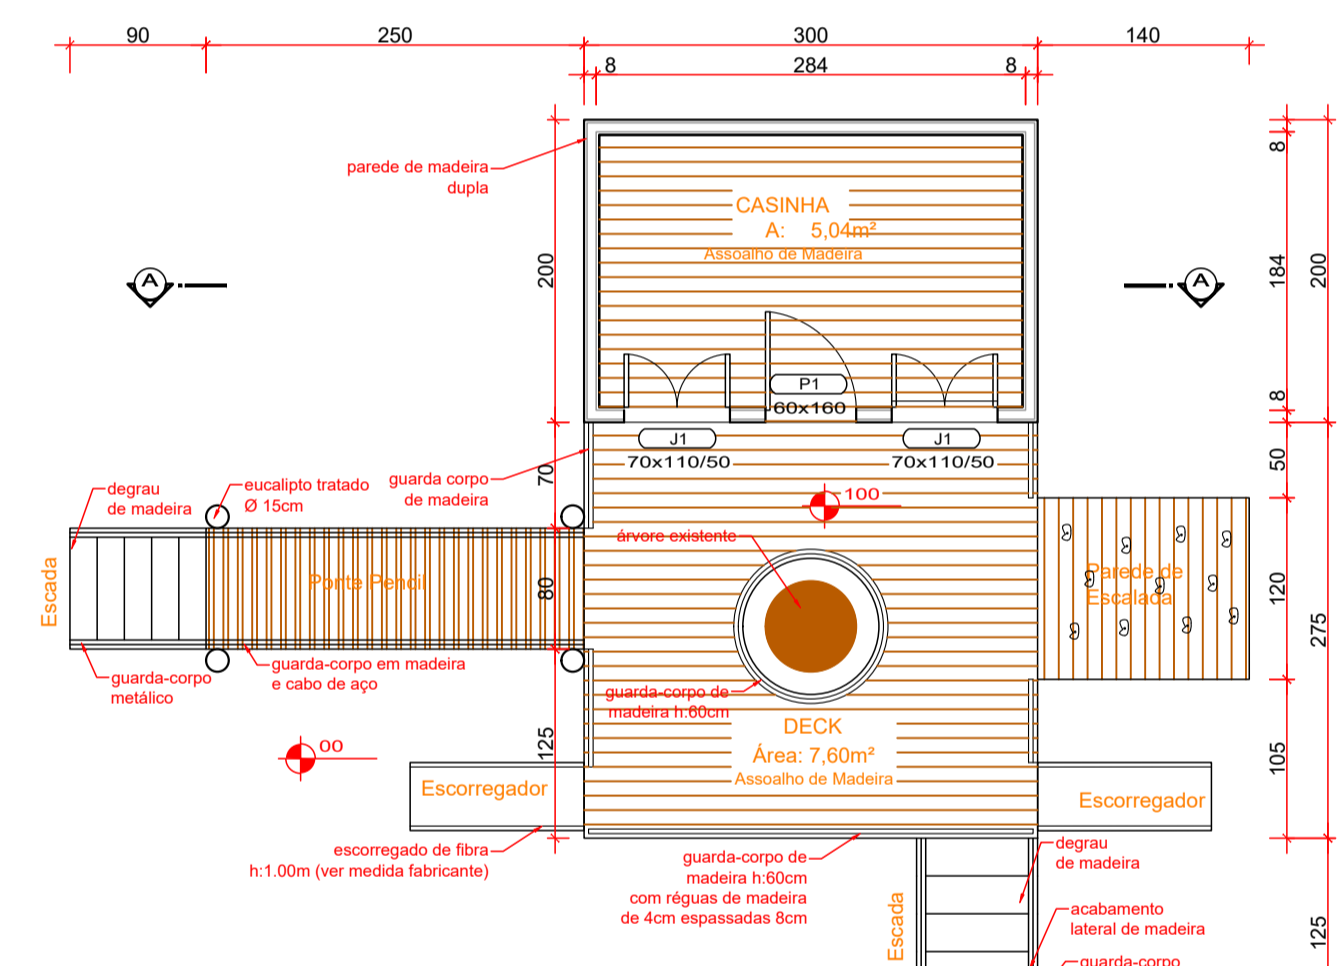 90
250
300
140
8
284
8
parede de madeira
dupla
CASINHA
A: 5,04m²
Assoalho de Madeira
A
A
200
8
184
8
200
P1
60x160
J1
70x110/50
J1
70x110/50
70
50
guarda corpo
de madeira
degrau
de madeira
eucalipto tratado
Ø 15cm
100
árvore existente
Escada
Ponte Pencil
80
Parede de
Escalada
120
275
guarda-corpo
metálico
guarda-corpo em madeira
e cabo de aço
guarda-corpo de
madeira h:60cm
DECK
Área: 7,60m²
Assoalho de Madeira
00
125
105
Escorregador
Escorregador
escorregado de fibra
h:1.00m (ver medida fabricante)
guarda-corpo de
madeira h:60cm
com réguas de madeira
de 4cm espassadas 8cm
degrau
de madeira
Escada
acabamento
lateral de madeira
125
guarda-corpo